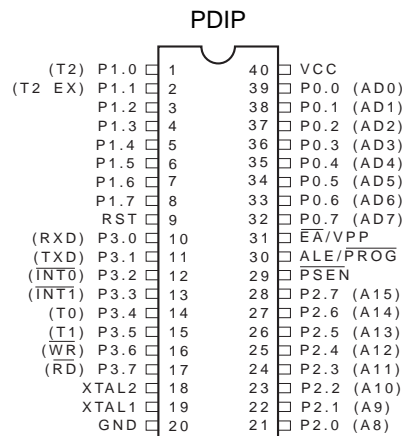 PDIP
(T2) P1.0 1 40 VCC
(T2 EX) P1.1 2 39 P0.0 (AD0)
P1.2 3 38 P0.1 (AD1)
P1.3 4 37 P0.2 (AD2)
P1.4 5 36 P0.3 (AD3)
P1.5 6 35 P0.4 (AD4)
P1.6 7 34 P0.5 (AD5)
P1.7 8 33 P0.6 (AD6)
RST 9 32 P0.7 (AD7)
(RXD) P3.0 10 31 E̅A̅/VPP
(TXD) P3.1 11 30 ALE/P̅R̅O̅G̅
(I̅N̅T̅0̅) P3.2 12 29 P̅S̅E̅N̅
(I̅N̅T̅1̅) P3.3 13 28 P2.7 (A15)
(T0) P3.4 14 27 P2.6 (A14)
(T1) P3.5 15 26 P2.5 (A13)
(W̅R̅) P3.6 16 25 P2.4 (A12)
(R̅D̅) P3.7 17 24 P2.3 (A11)
XTAL2 18 23 P2.2 (A10)
XTAL1 19 22 P2.1 (A9)
GND 20 21 P2.0 (A8)